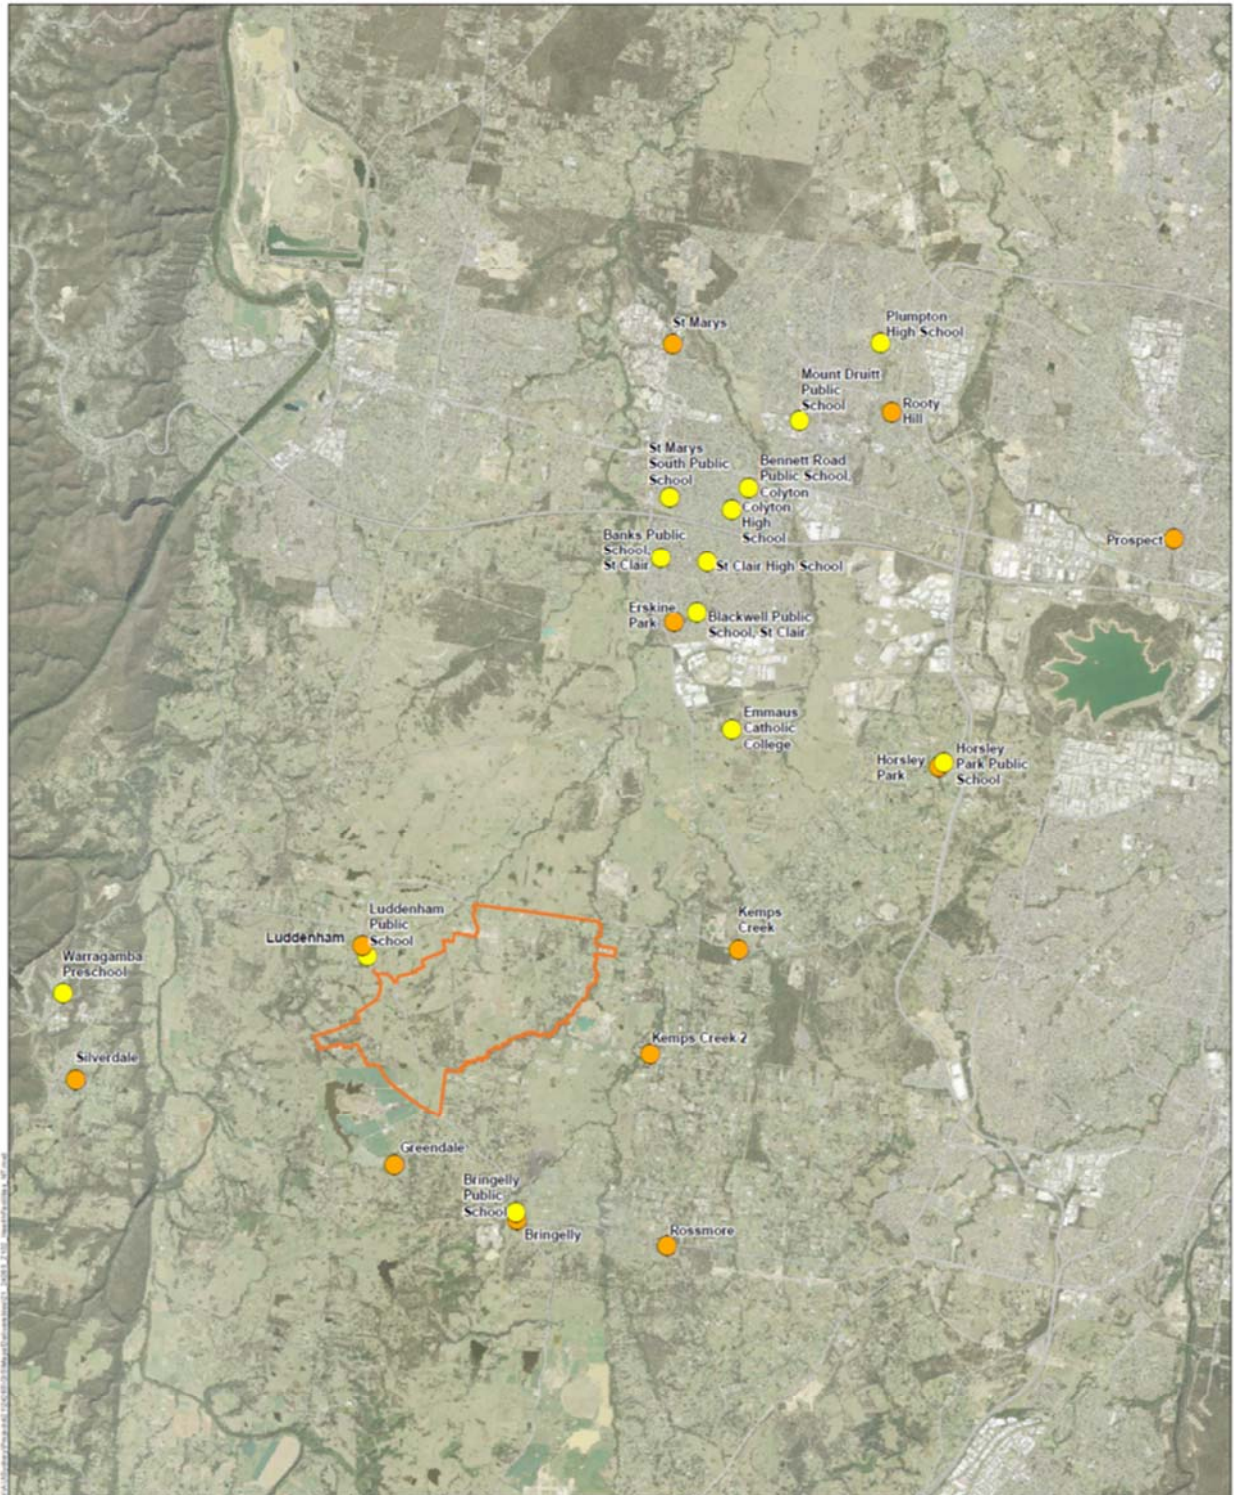 St Marys
Plumpton
High School
Mount Druitt
Public
School
Rooty
Hill
St Marys
South Public
School
Bennett Road
Public School,
Colyton
Colyton
High
School
Banks Public
School,
St Clair
St Clair High School
Prospect
Erskine
Park
Blackwell Public
School, St Clair
Emmaus
Catholic
College
Horsley
Park
Horsley
Park Public
School
Luddenham
Public
School
Luddenham
Kemps
Creek
Warragamba
Preschool
Kemps Creek 2
Silverdale
Greendale
Bringelly
Public
School
Bringelly
Rossmore